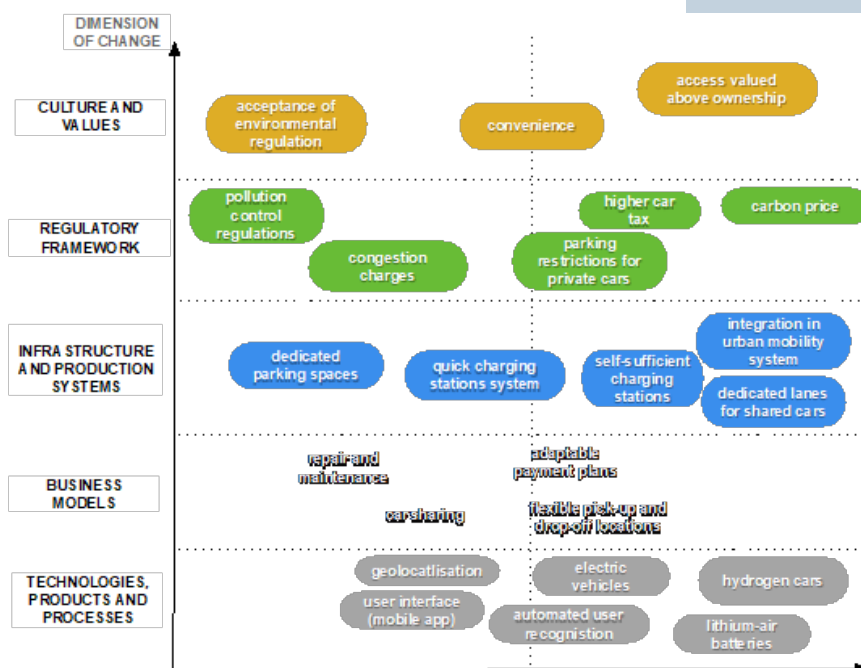 DIMENSION
OF CHANGE
CULTURE AND
VALUES
acceptance of
environmental
regulation
convenience
access valued
above ownership
REGULATORY
FRAMEWORK
pollution
control
regulations
congestion
charges
higher car
tax
parking
restrictions for
private cars
carbon price
INFRA STRUCTURE
AND PRODUCTION
SYSTEMS
dedicated
parking spaces
quick charging
stations system
self-sufficient
charging
stations
integration in
urban mobility
system
dedicated lanes
for shared cars
BUSINESS
MODELS
repair and
maintenance
car sharing
adaptable
payment plans
flexible pick-up and
drop-off locations
TECHNOLOGIES,
PRODUCTS AND
PROCESSES
geolocatlisation
user interface
(mobile app)
electric
vehicles
automated user
recognistion
hydrogen cars
lithium-air
batteries